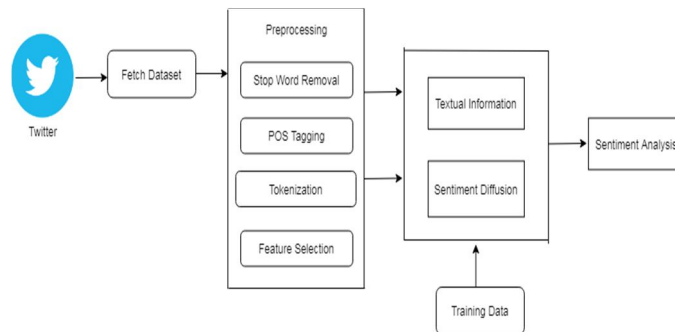 Twitter
Fetch Dataset
Preprocessing
Stop Word Removal
POS Tagging
Tokenization
Feature Selection
Textual Information
Sentiment Diffusion
Training Data
Sentiment Analysis